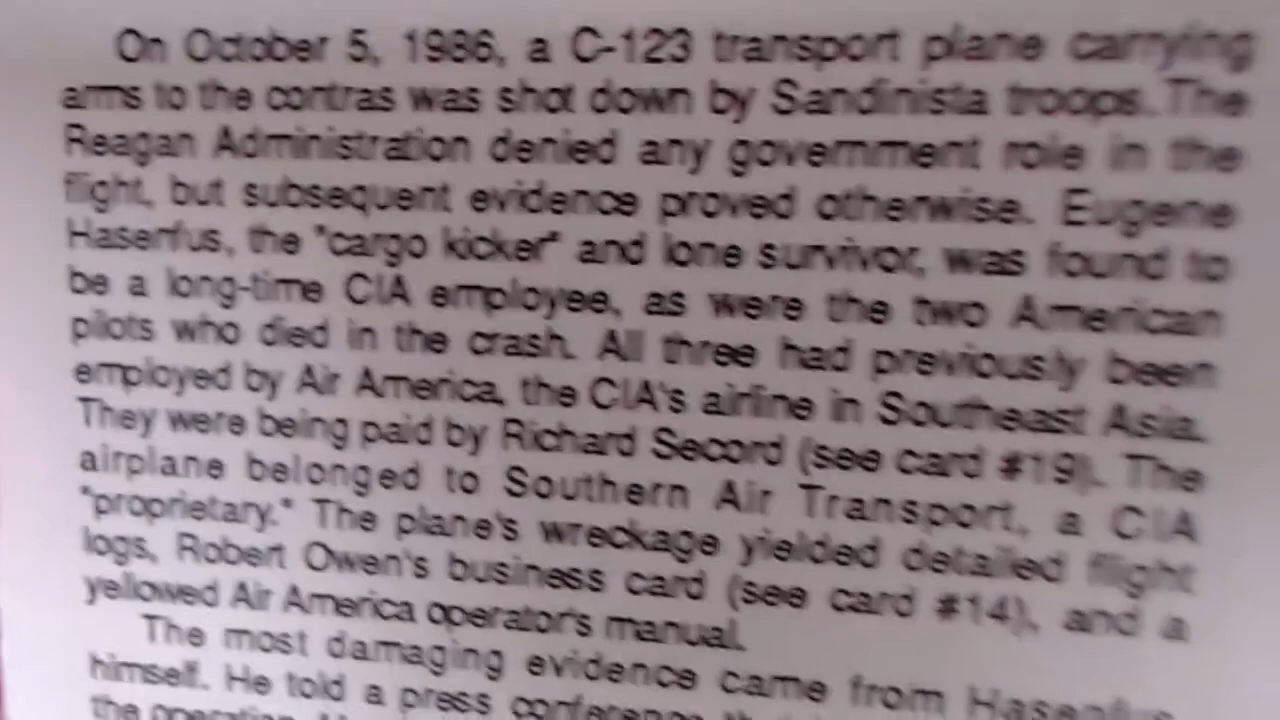 On October 5, 1986, a C-123 transport plane carrying
arms to the contras was shot down by Sandinista troops. The
Reagan Administration denied any government role in the
flight, but subsequent evidence proved otherwise. Eugene
Hasenfus, the "cargo kicker" and lone survivor, was found to
be a long-time CIA employee, as were the two American
pilots who died in the crash. All three had previously been
employed by Air America, the CIA's airline in Southeast Asia.
They were being paid by Richard Secord (see card #19). The
airplane belonged to Southern Air Transport, a CIA
"proprietary." The plane's wreckage yielded detailed flight
logs, Robert Owen's business card (see card #14), and a
yellowed Air America operator's manual.
The most damaging evidence came from Hasenfus
himself. He told a press conference
the operation.